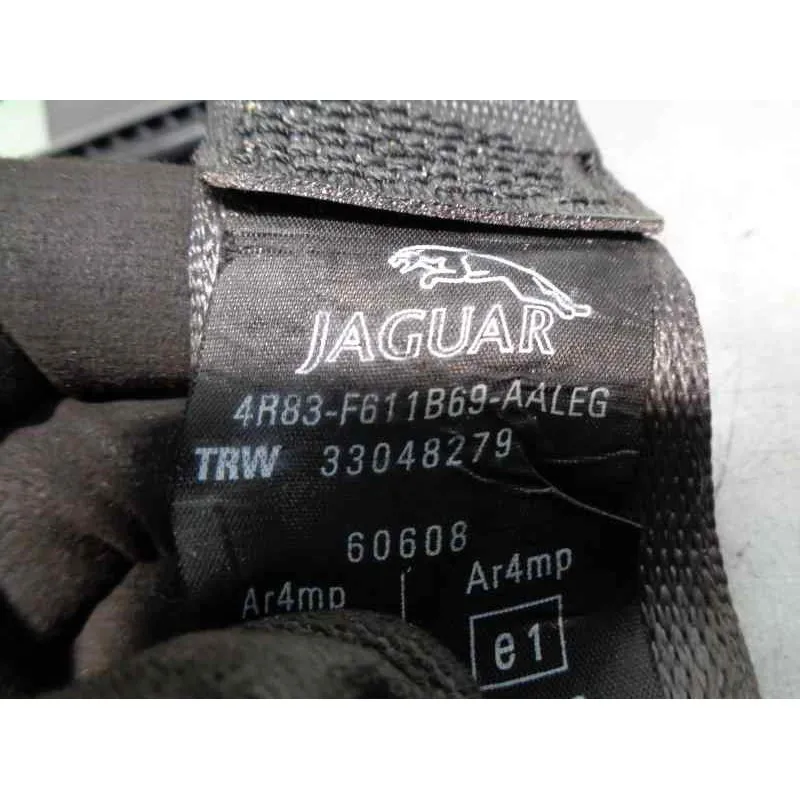 JAGUAR
4R83-F611B69-AALEG
TRW 33048279
60608
Ar4mp Ar4mp
e1